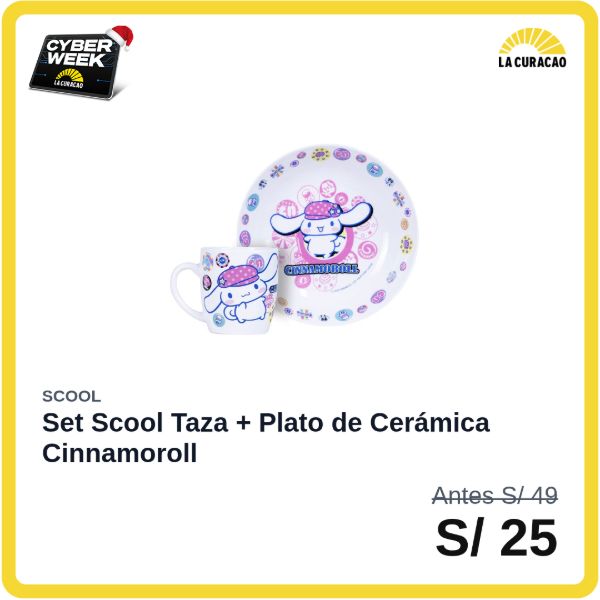 CYBER
WEEK
LA CURACAO
LA CURACAO
CINNAMOROLL
SCOOL
Set Scool Taza + Plato de Cerámica
Cinnamoroll
Antes S/ 49
S/ 25